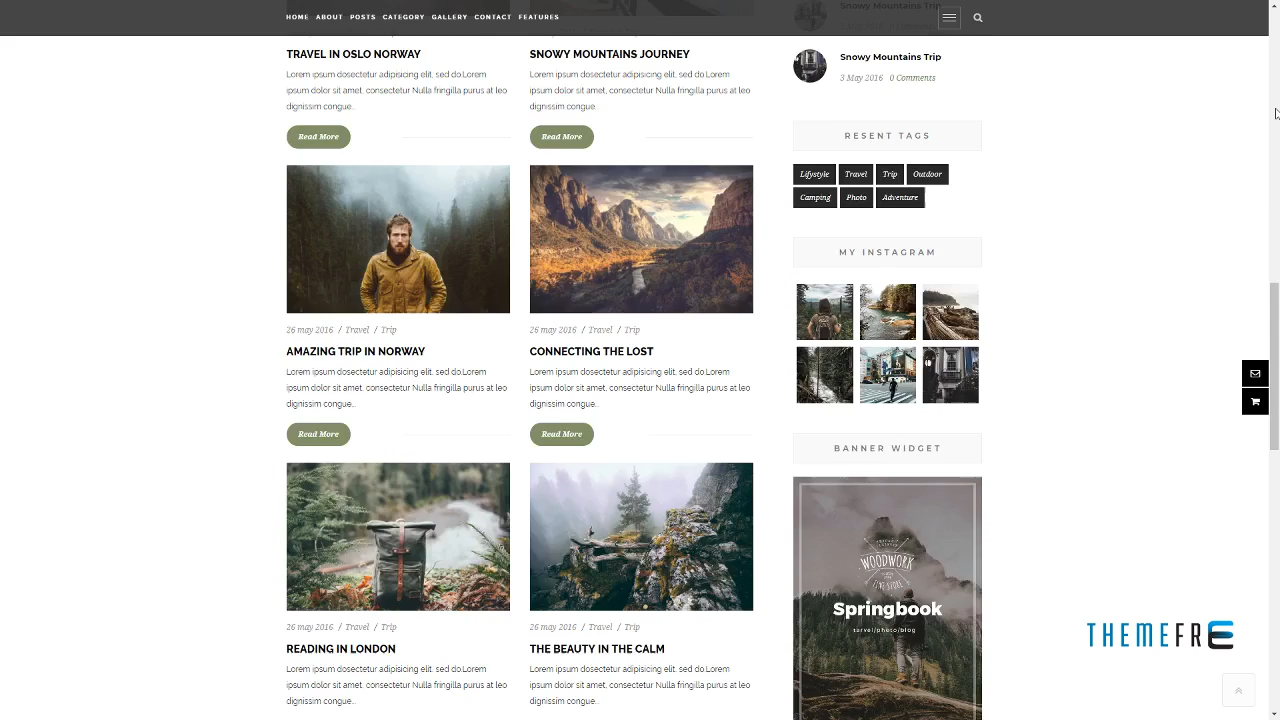 HOME ABOUT POSTS CATEGORY GALLERY CONTACT FEATURES
TRAVEL IN OSLO NORWAY
Lorem ipsum dosectetur adipisicing elit, sed do.Lorem
ipsum dolor sit amet, consectetur Nulla fringilla purus at leo
dignissim congue...
Read More
SNOWY MOUNTAINS JOURNEY
Lorem ipsum dosectetur adipisicing elit, sed do.Lorem
ipsum dolor sit amet, consectetur Nulla fringilla purus at leo
dignissim congue...
Read More
26 may 2016 / Travel / Trip
AMAZING TRIP IN NORWAY
Lorem ipsum dosectetur adipisicing elit, sed do.Lorem
ipsum dolor sit amet, consectetur Nulla fringilla purus at leo
dignissim congue...
Read More
26 may 2016 / Travel / Trip
CONNECTING THE LOST
Lorem ipsum dosectetur adipisicing elit, sed do.Lorem
ipsum dolor sit amet, consectetur Nulla fringilla purus at leo
dignissim congue...
Read More
26 may 2016 / Travel / Trip
READING IN LONDON
Lorem ipsum dosectetur adipisicing elit, sed do.Lorem
ipsum dolor sit amet, consectetur Nulla fringilla purus at leo
dignissim congue...
26 may 2016 / Travel / Trip
THE BEAUTY IN THE CALM
Lorem ipsum dosectetur adipisicing elit, sed do.Lorem
ipsum dolor sit amet, consectetur Nulla fringilla purus at leo
dignissim congue...
Snowy Mountains Trip
Snowy Mountains Trip
3 May 2016 0 Comments
RESENT TAGS
Lifystyle Travel Trip Outdoor
Camping Photo Adventure
MY INSTAGRAM
BANNER WIDGET
WOODWORK
Springbook
tarvel/photo/blog
THEMEFRE